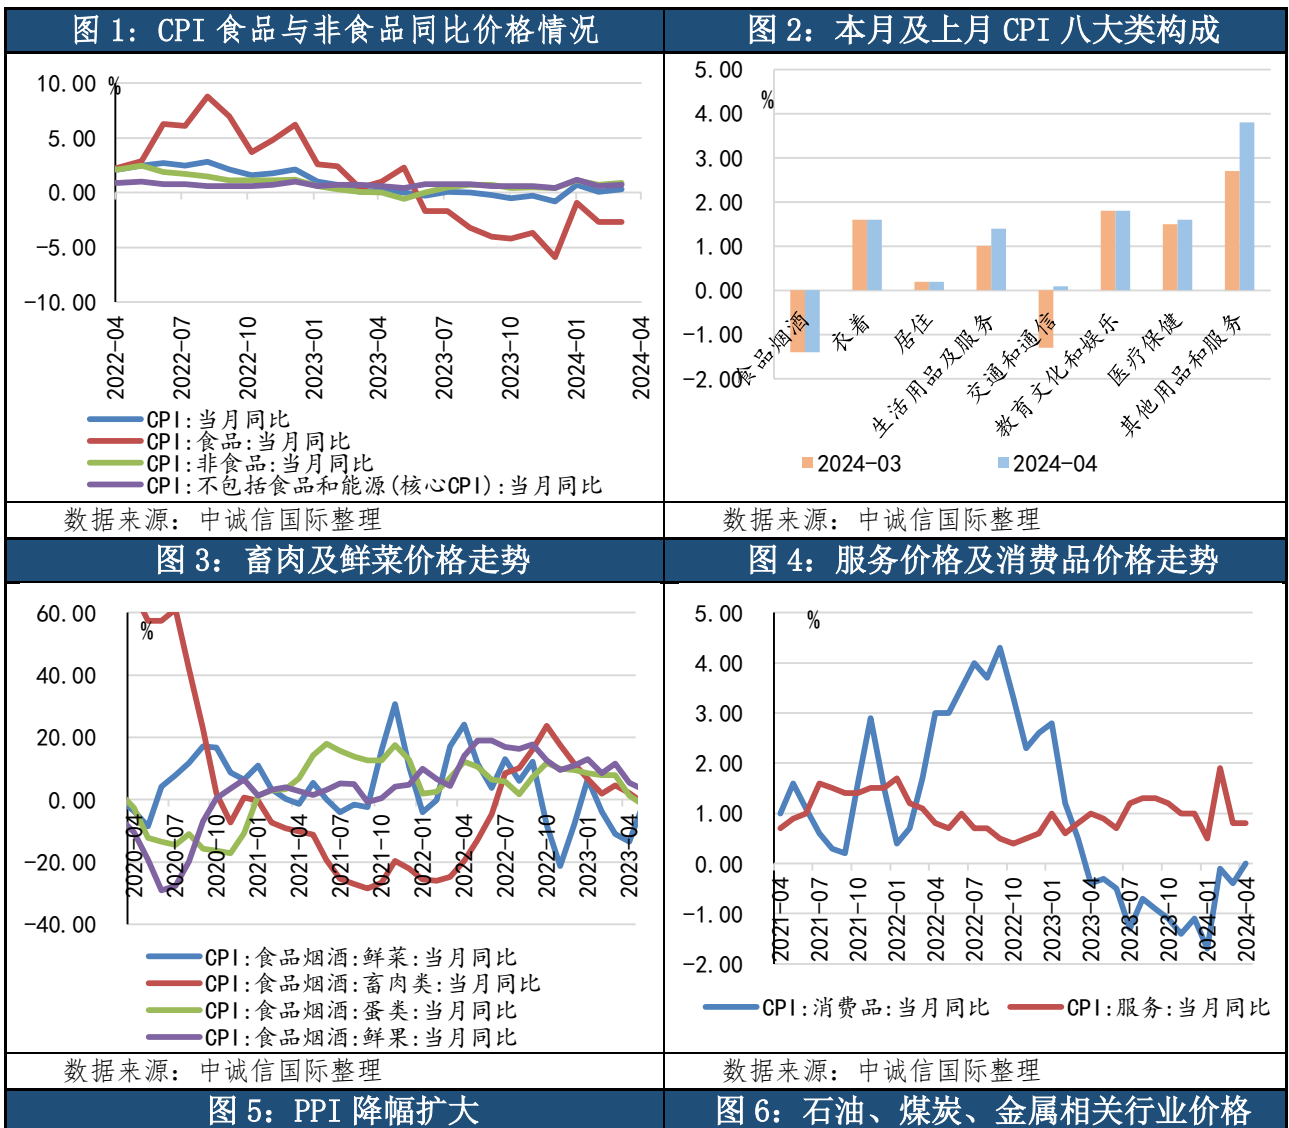 图 1：CPI 食品与非食品同比价格情况
%
10.00
5.00
0.00
-5.00
-10.00
2022-04
2022-07
2022-10
2023-01
2023-04
2023-07
2023-10
2024-01
2024-04
CPI:当月同比
CPI:食品:当月同比
CPI:非食品:当月同比
CPI:不包括食品和能源(核心CPI):当月同比
数据来源：中诚信国际整理
图 2：本月及上月 CPI 八大类构成
%
5.00
4.00
3.00
2.00
1.00
0.00
-1.00
-2.00
食品烟酒
衣着
居住
生活用品及服务
交通和通信
教育文化和娱乐
医疗保健
其他用品和服务
2024-03
2024-04
数据来源：中诚信国际整理
图 3：畜肉及鲜菜价格走势
%
60.00
40.00
20.00
0.00
-20.00
-40.00
2020-04
2020-07
2020-10
2021-01
2021-04
2021-07
2021-10
2022-01
2022-04
2022-07
2022-10
2023-01
2023-04
CPI:食品烟酒:鲜菜:当月同比
CPI:食品烟酒:畜肉类:当月同比
CPI:食品烟酒:蛋类:当月同比
CPI:食品烟酒:鲜果:当月同比
数据来源：中诚信国际整理
图 4：服务价格及消费品价格走势
%
5.00
4.00
3.00
2.00
1.00
0.00
-1.00
-2.00
2021-04
2021-07
2021-10
2022-01
2022-04
2022-07
2022-10
2023-01
2023-04
2023-07
2023-10
2024-01
2024-04
CPI:消费品:当月同比
CPI:服务:当月同比
数据来源：中诚信国际整理
图 5：PPI 降幅扩大
图 6：石油、煤炭、金属相关行业价格